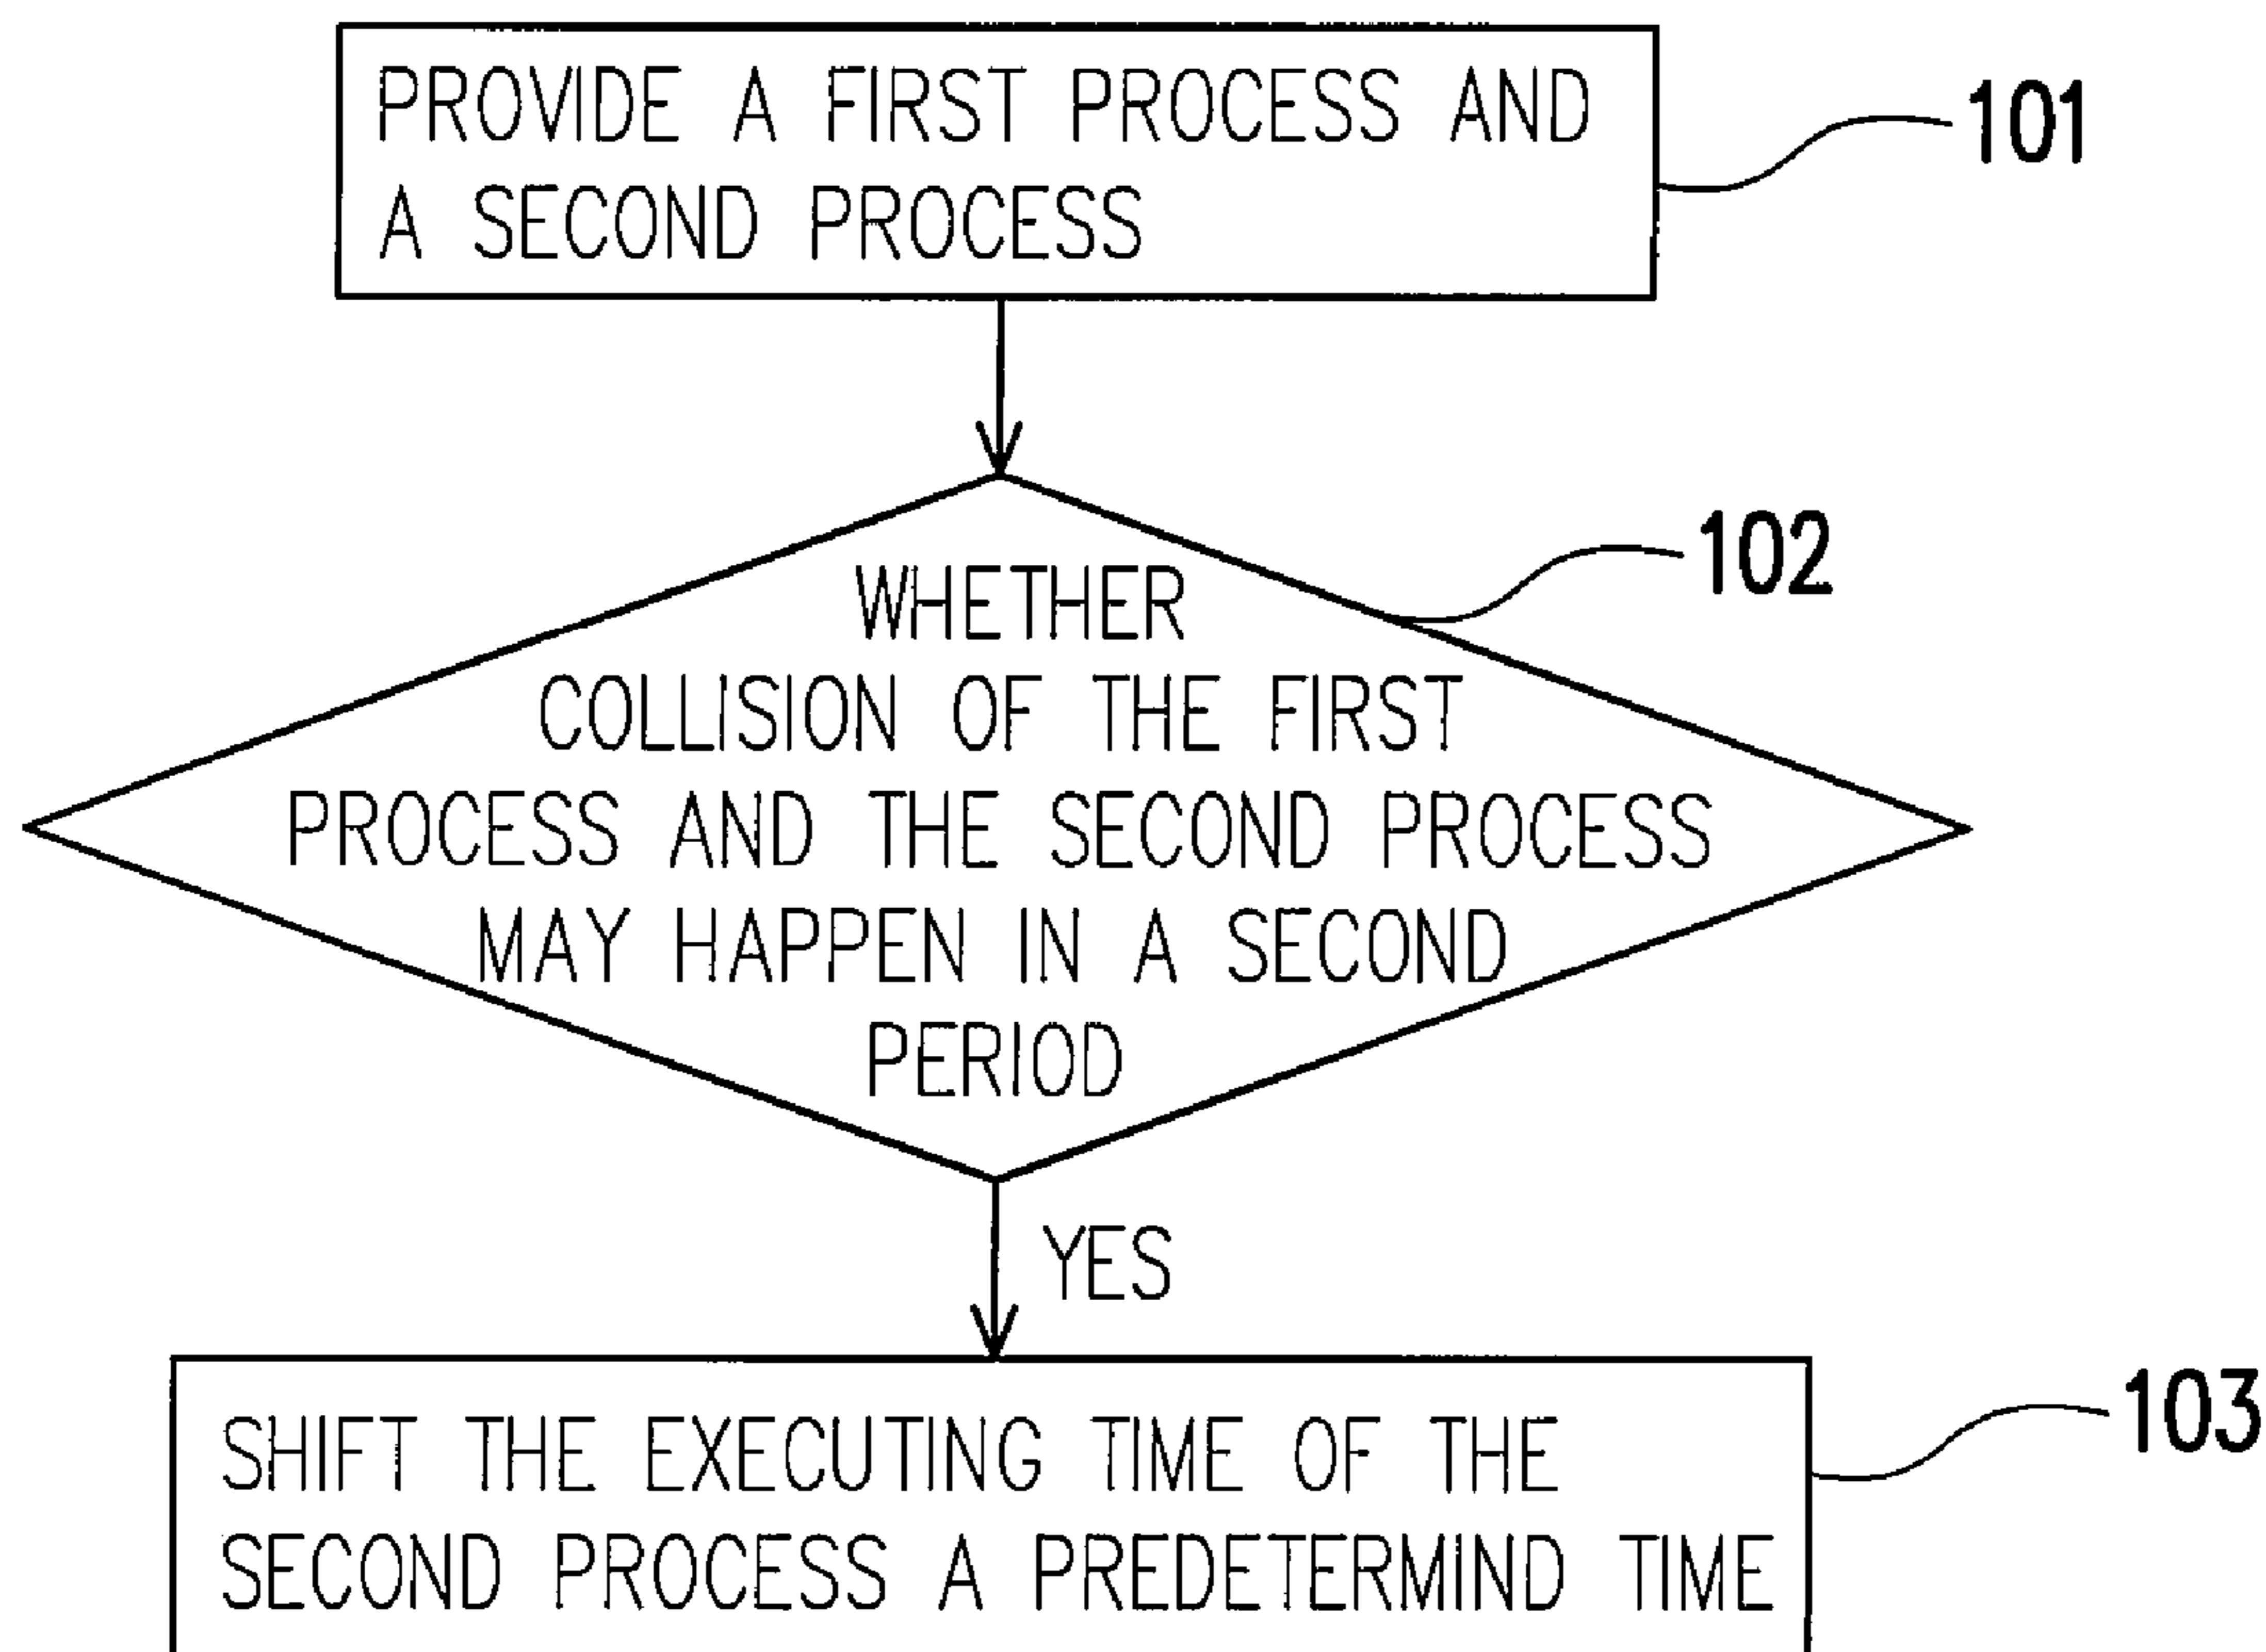 PROVIDE A FIRST PROCESS AND
A SECOND PROCESS
101
WHETHER
COLLISION OF THE FIRST
PROCESS AND THE SECOND PROCESS
MAY HAPPEN IN A SECOND
PERIOD
102
YES
SHIFT THE EXECUTING TIME OF THE
SECOND PROCESS A PREDETERMIND TIME
103